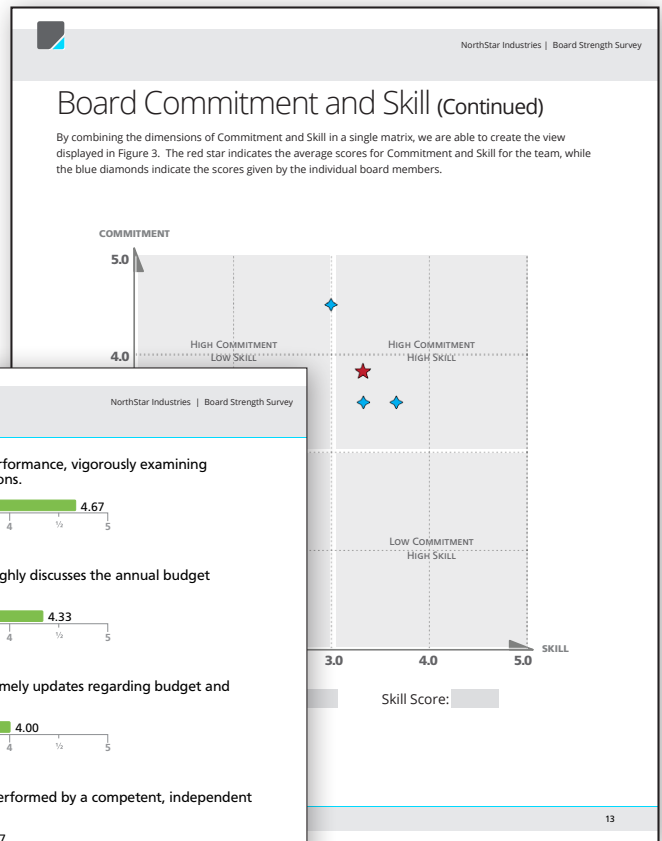 NorthStar Industries | Board Strength Survey
Board Commitment and Skill (Continued)
By combining the dimensions of Commitment and Skill in a single matrix, we are able to create the view
displayed in Figure 3. The red star indicates the average scores for Commitment and Skill for the team, while
the blue diamonds indicate the scores given by the individual board members.
COMMITMENT
5.0
High Commitment
Low Skill
High Commitment
High Skill
4.0
Low Commitment
High Skill
SKILL
3.0 4.0 5.0
Skill Score:
13
NorthStar Industries | Board Strength Survey
vigorously examining
4.67
4 ½ 5
discusses the annual budget
4.33
4 ½ 5
updates regarding budget and
4.00
4 ½ 5
by a competent, independent